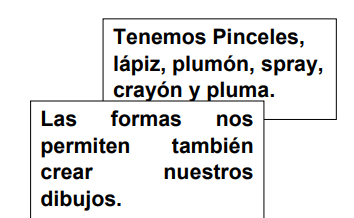 Tenemos Pinceles,
lápiz, plumón, spray,
crayón y pluma.
Las formas nos
permiten también
crear nuestros
dibujos.